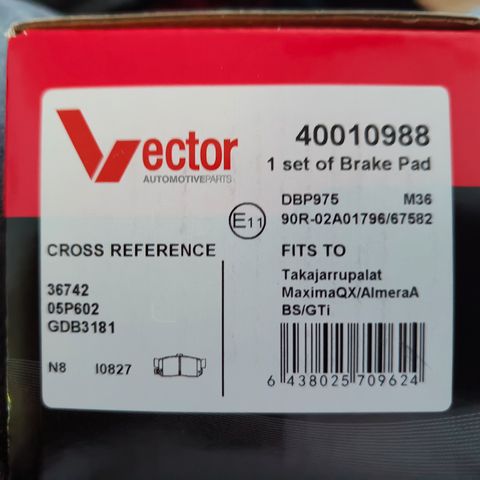 Vector
AUTOMOTIVEPARTS
40010988
1 set of Brake Pad
DBP975 M36
90R-02A01796/67582
E11
CROSS REFERENCE
36742
05P602
GDB3181
N8 I0827
FITS TO
Takajarrupalat
MaximaQX/AlmeraA
BS/GTi
6 438025 709624